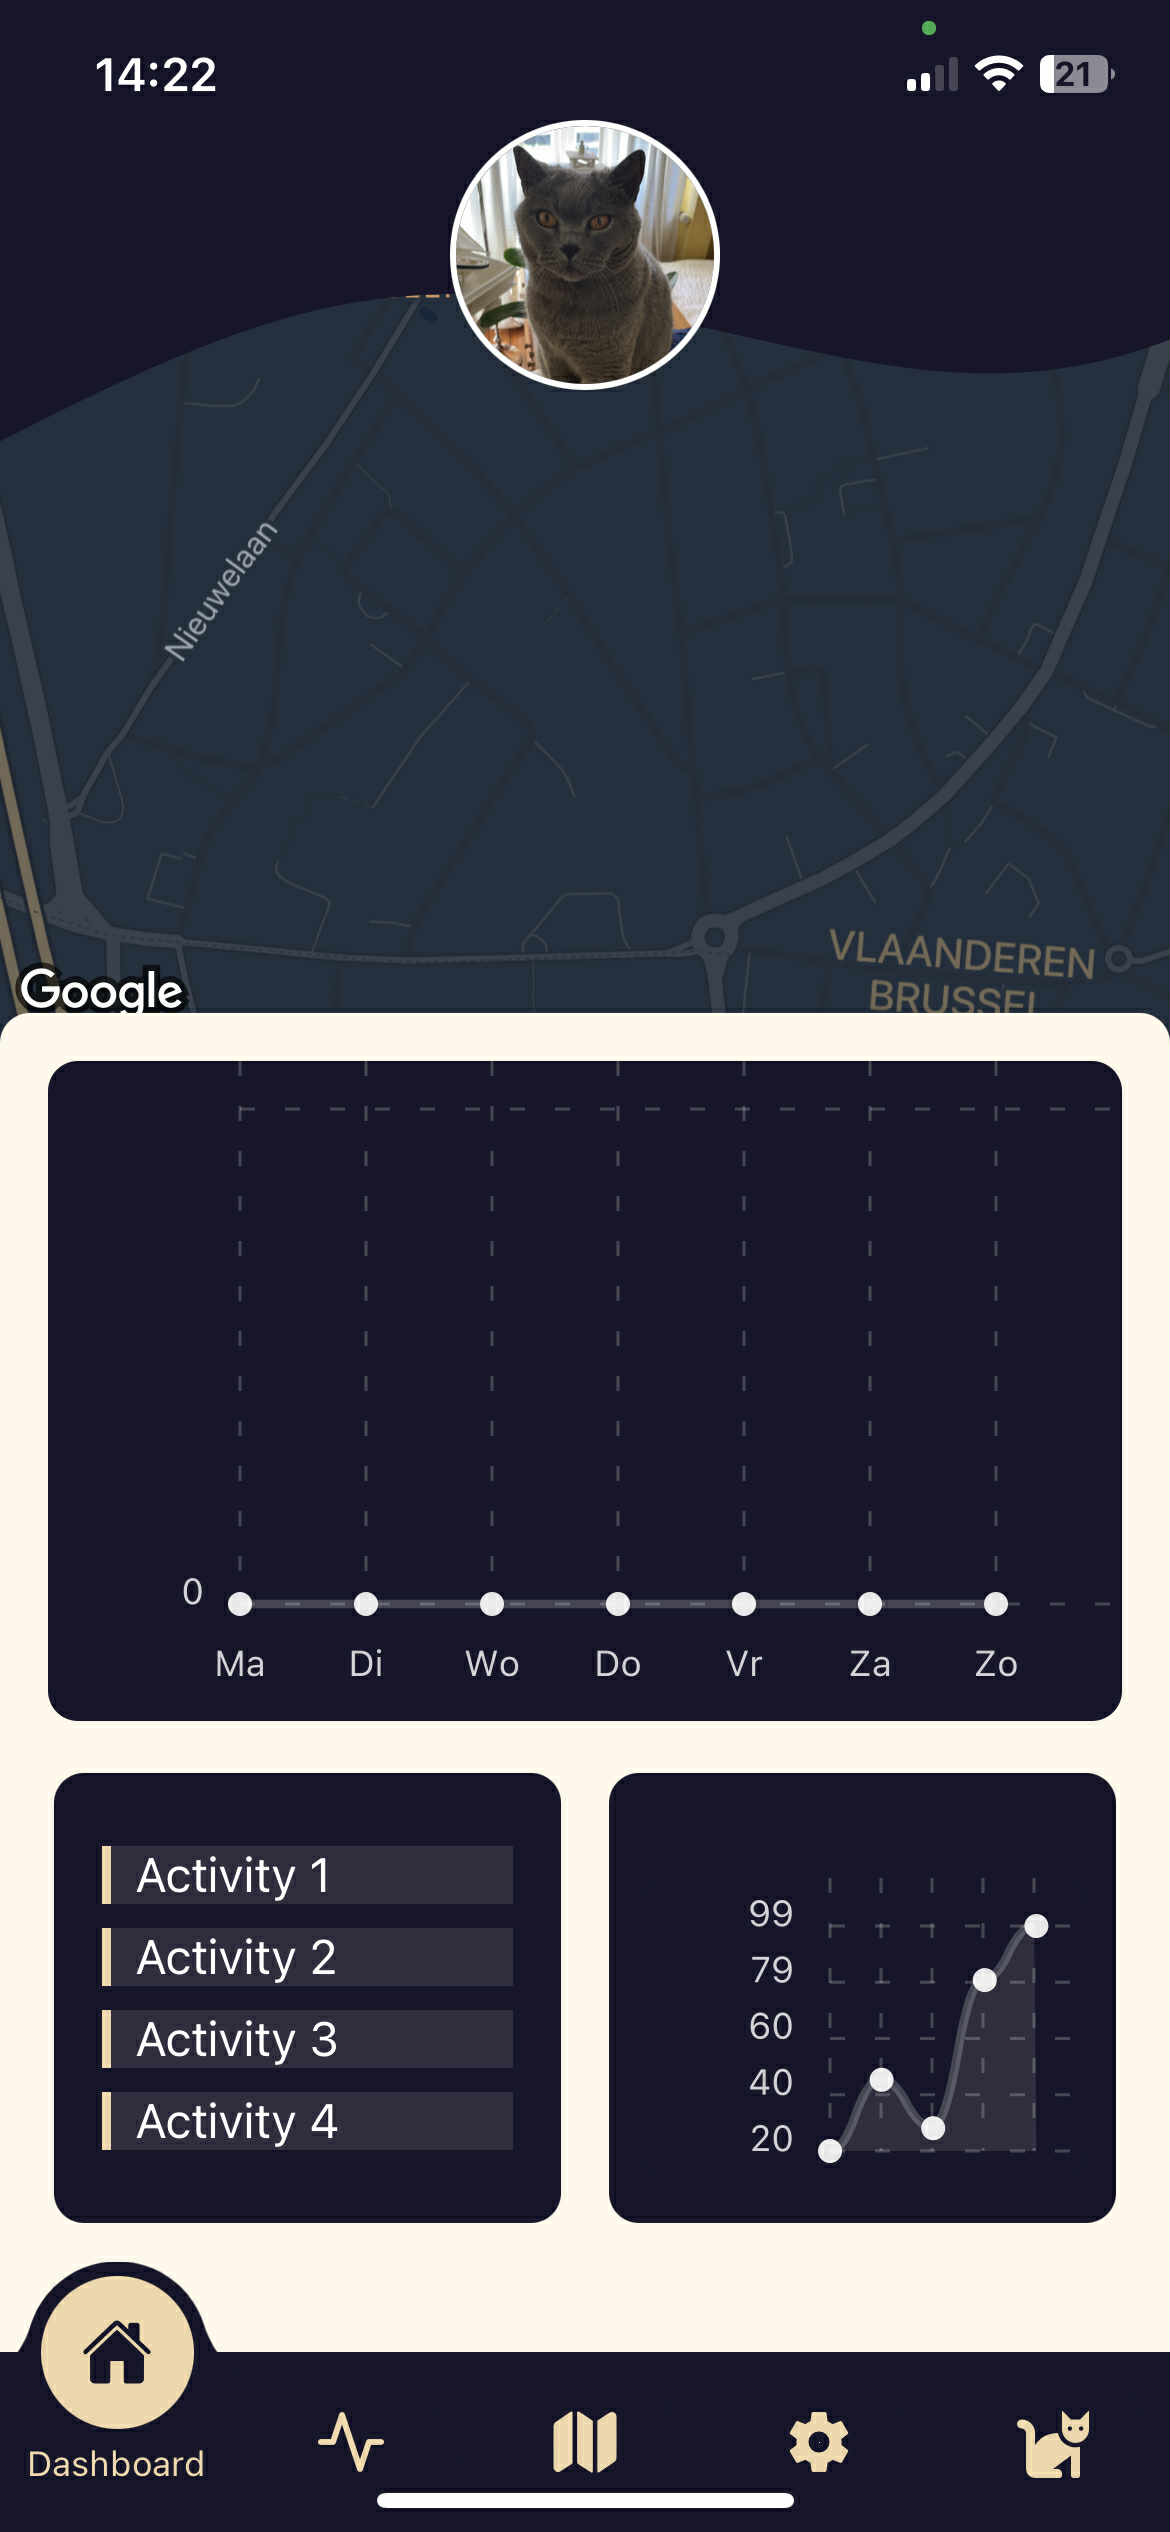 14:22
21
Nieuwelaan
VLAANDEREN
BRUSSEL
Google
0
Ma Di Wo Do Vr Za Zo
Activity 1
Activity 2
Activity 3
Activity 4
99
79
60
40
20
Dashboard